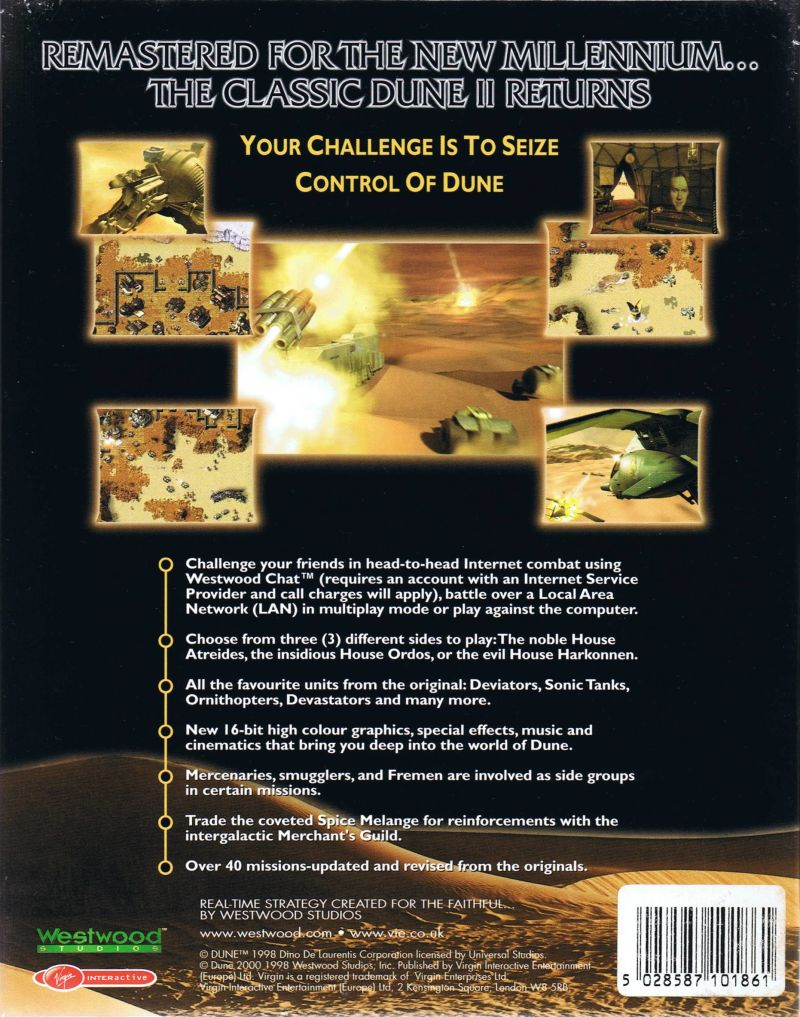 REMASTERED FOR THE NEW MILLENNIUM...
THE CLASSIC DUNE II RETURNS
YOUR CHALLENGE IS TO SEIZE
CONTROL OF DUNE
Challenge your friends in head-to-head Internet combat using
Westwood Chat™ (requires an account with an Internet Service
Provider and call charges will apply), battle over a Local Area
Network (LAN) in multiplay mode or play against the computer.
Choose from three (3) different sides to play:The noble House
Atreides, the insidious House Ordos, or the evil House Harkonnen.
All the favourite units from the original: Deviators, Sonic Tanks,
Ornithopters, Devastators and many more.
New 16-bit high colour graphics, special effects, music and
cinematics that bring you deep into the world of Dune.
Mercenaries, smugglers, and Fremen are involved as side groups
in certain missions.
Trade the coveted Spice Melange for reinforcements with the
intergalactic Merchant's Guild.
Over 40 missions-updated and revised from the originals.
REAL-TIME STRATEGY CREATED FOR THE FAITHFUL...
BY WESTWOOD STUDIOS
www.westwood.com • www.vie.co.uk
Westwood™
STUDIOS
Virgin INTERactive
© DUNE™ 1998 Dino De Laurentis Corporation licensed by Universal Studios.
© Dune 2000 1998 Westwood Studios, Inc. Published by Virgin Interactive Entertainment
(Europe) Ltd. Virgin is a registered trademark of Virgin Enterprises Ltd.
Virgin Interactive Entertainment (Europe) Ltd, 2 Kensington Square, London W8 5RB
5 028587 101861